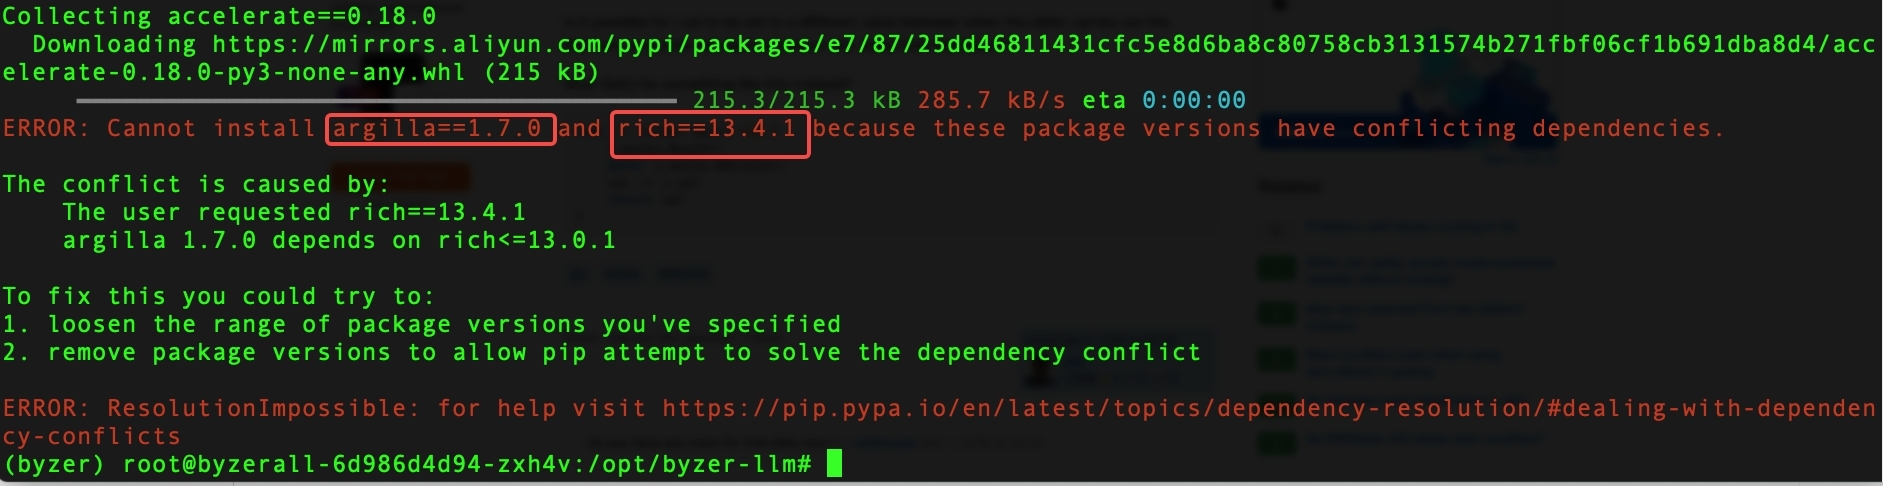 Collecting accelerate==0.18.0
Downloading https://mirrors.aliyun.com/pypi/packages/e7/87/25dd46811431cfc5e8d6ba8c80758cb3131574b271fbf06cf1b691dba8d4/acc
elerate-0.18.0-py3-none-any.whl (215 kB)
215.3/215.3 kB 285.7 kB/s eta 0:00:00
ERROR: Cannot install argilla==1.7.0 and rich==13.4.1 because these package versions have conflicting dependencies.
The conflict is caused by:
The user requested rich==13.4.1
argilla 1.7.0 depends on rich<=13.0.1
To fix this you could try to:
1. loosen the range of package versions you've specified
2. remove package versions to allow pip attempt to solve the dependency conflict
ERROR: ResolutionImpossible: for help visit https://pip.pypa.io/en/latest/topics/dependency-resolution/#dealing-with-dependen
cy-conflicts
(byzer) root@byzerall-6d986d4d94-zxh4v:/opt/byzer-llm#